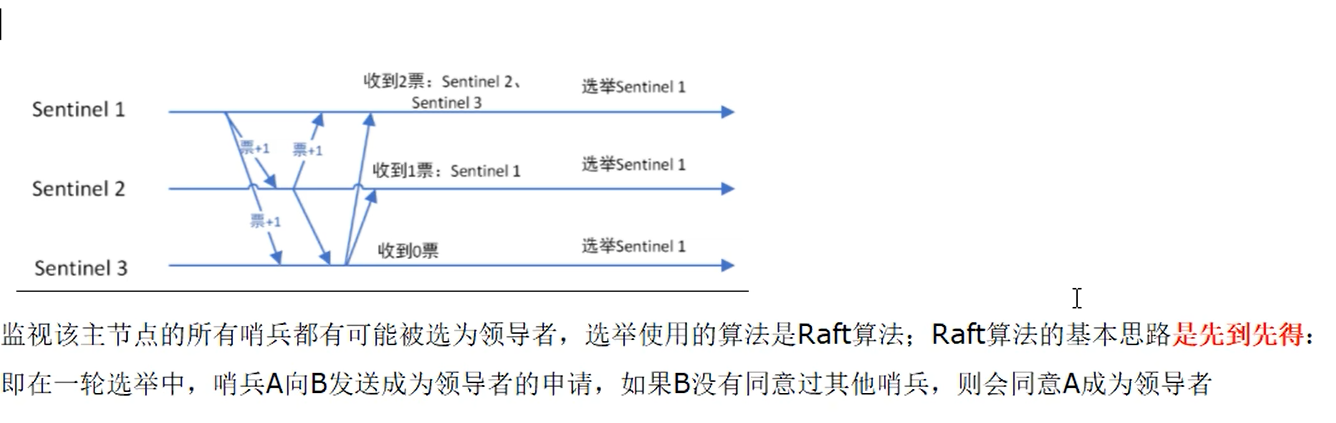 收到2票：Sentinel 2、
Sentinel 3
选举Sentinel 1
Sentinel 1
票+1
票+1
收到1票：Sentinel 1
选举Sentinel 1
Sentinel 2
票+1
收到0票
选举Sentinel 1
Sentinel 3
监视该主节点的所有哨兵都有可能被选为领导者，选举使用的算法是Raft算法；Raft算法的基本思路是先到先得：
即在一轮选举中，哨兵A向B发送成为领导者的申请，如果B没有同意过其他哨兵，则会同意A成为领导者